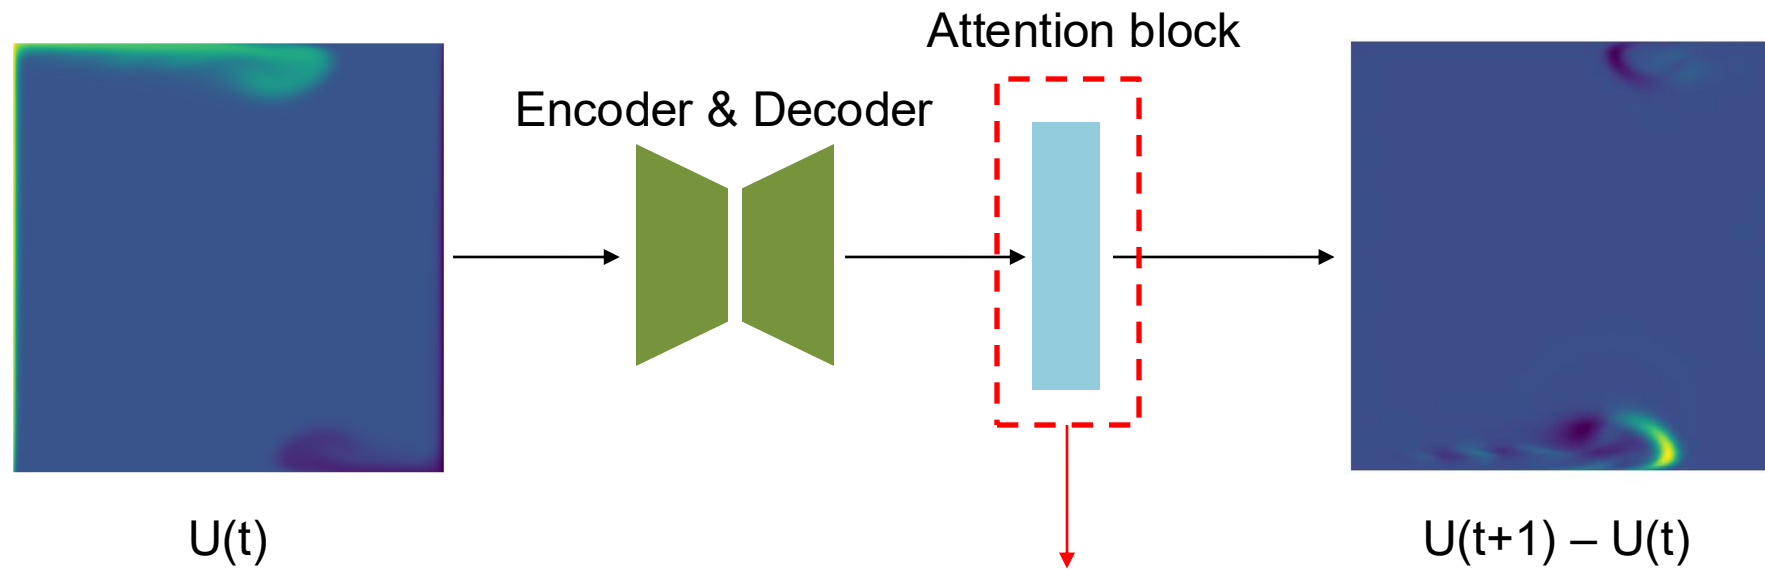 Attention block
Encoder & Decoder
U(t)
U(t+1) – U(t)